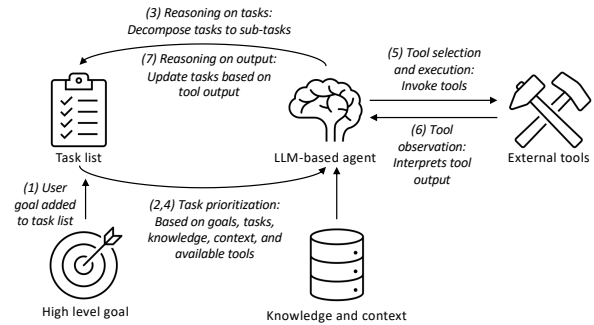 (3) Reasoning on tasks:
Decompose tasks to sub-tasks
(7) Reasoning on output:
Update tasks based on
tool output
(5) Tool selection
and execution:
Invoke tools
(6) Tool
observation:
Interprets tool
output
Task list
LLM-based agent
External tools
(1) User
goal added
to task list
(2,4) Task prioritization:
Based on goals, tasks,
knowledge, context, and
available tools
High level goal
Knowledge and context